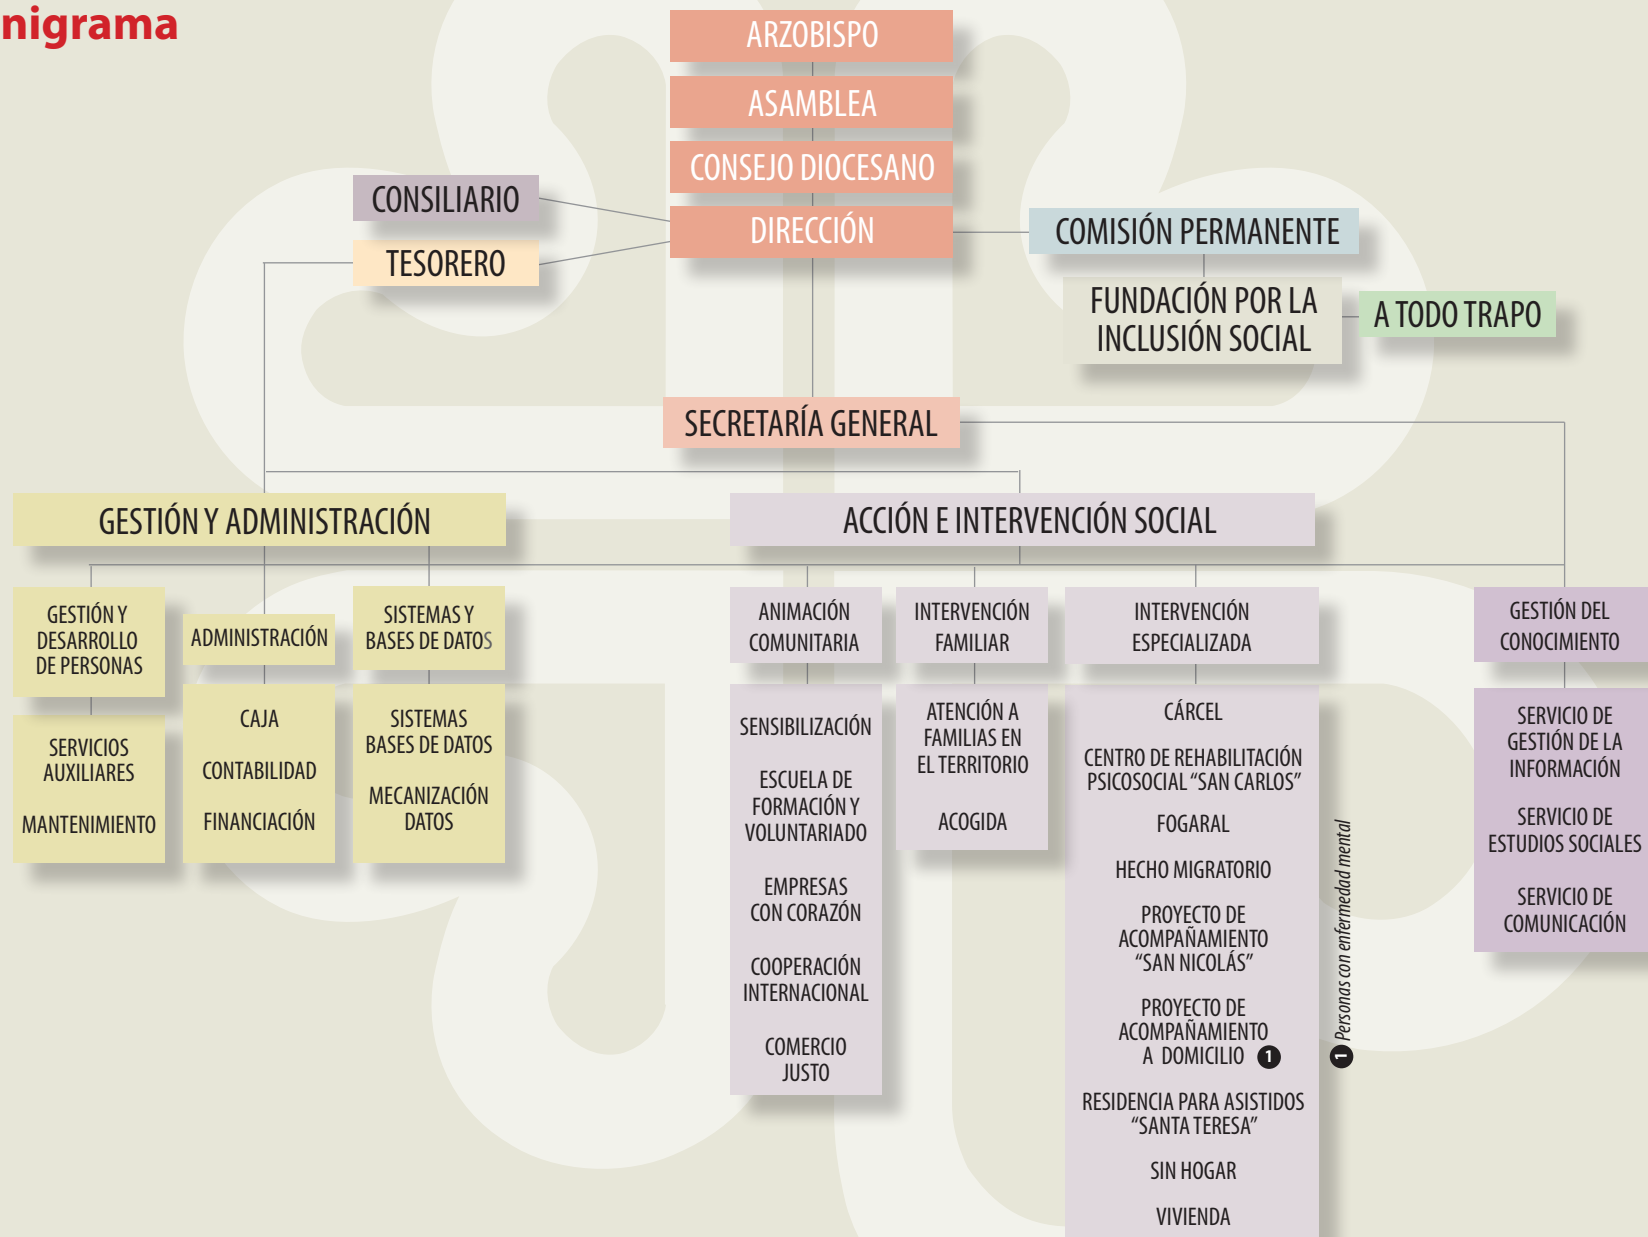 nigrama
ARZOBISPO
ASAMBLEA
CONSEJO DIOCESANO
CONSILIARIO
DIRECCIÓN
COMISIÓN PERMANENTE
TESORERO
FUNDACIÓN POR LA
INCLUSIÓN SOCIAL
A TODO TRAPO
SECRETARÍA GENERAL
GESTIÓN Y ADMINISTRACIÓN
ACCIÓN E INTERVENCIÓN SOCIAL
GESTIÓN Y
DESARROLLO
DE PERSONAS
SERVICIOS
AUXILIARES
MANTENIMIENTO
ADMINISTRACIÓN
CAJA
CONTABILIDAD
FINANCIACIÓN
SISTEMAS Y
BASES DE DATOS
SISTEMAS
BASES DE DATOS
MECANIZACIÓN
DATOS
ANIMACIÓN
COMUNITARIA
SENSIBILIZACIÓN
ESCUELA DE
FORMACIÓN Y
VOLUNTARIADO
EMPRESAS
CON CORAZÓN
COOPERACIÓN
INTERNACIONAL
COMERCIO
JUSTO
INTERVENCIÓN
FAMILIAR
ATENCIÓN A
FAMILIAS EN
EL TERRITORIO
ACOGIDA
INTERVENCIÓN
ESPECIALIZADA
CÁRCEL
CENTRO DE REHABILITACIÓN
PSICOSOCIAL “SAN CARLOS”
FOGARAL
HECHO MIGRATORIO
PROYECTO DE
ACOMPAÑAMIENTO
“SAN NICOLÁS”
PROYECTO DE
ACOMPAÑAMIENTO
A DOMICILIO 1
RESIDENCIA PARA ASISTIDOS
“SANTA TERESA”
SIN HOGAR
VIVIENDA
1 Personas con enfermedad mental
GESTIÓN DEL
CONOCIMIENTO
SERVICIO DE
GESTIÓN DE LA
INFORMACIÓN
SERVICIO DE
ESTUDIOS SOCIALES
SERVICIO DE
COMUNICACIÓN